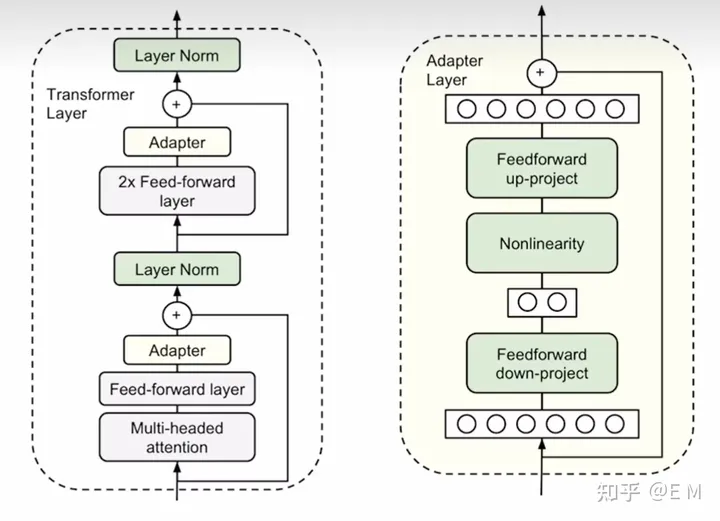 Layer Norm
Transformer
Layer
+
Adapter
2x Feed-forward
layer
Layer Norm
+
Adapter
Feed-forward layer
Multi-headed
attention
Adapter
Layer
+
Feedforward
up-project
Nonlinearity
Feedforward
down-project
知乎 @E M